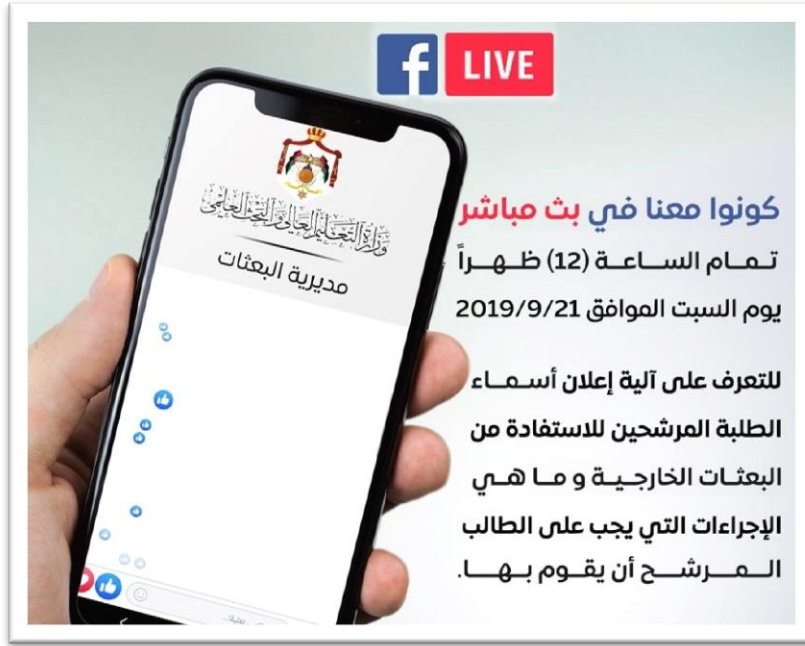 f LIVE
وزارة التعليم العالي والبحث العلمي
مديرية البعثات
كونوا معنا في بث مباشر
تمام الساعة (12) ظهراً
يوم السبت الموافق 2019/9/21
للتعرف على آلية إعلان أسماء
الطلبة المرشحين للاستفادة من
البعثات الخارجية و ما هي
الإجراءات التي يجب على الطالب
المرشح أن يقوم بها.